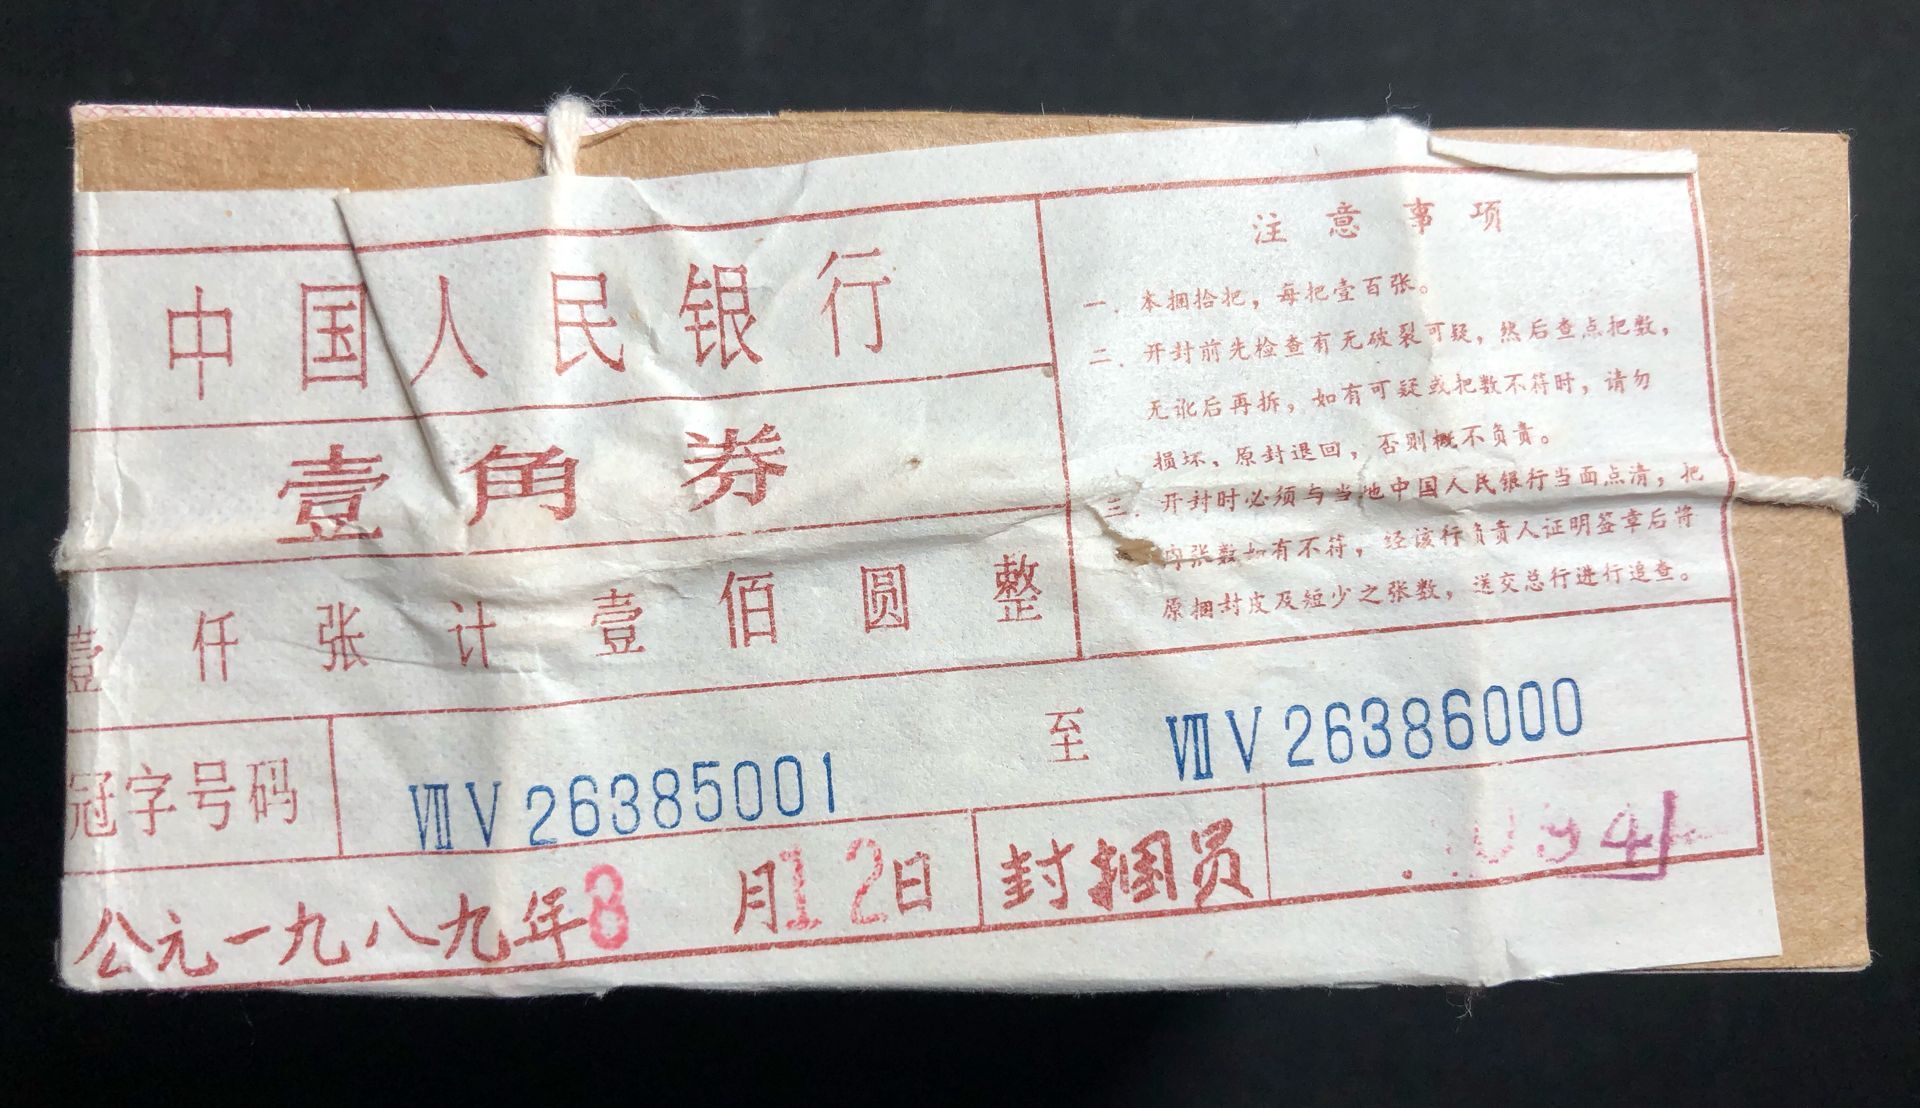 中国人民银行
壹角券
壹仟张计壹佰圆整
注意事项
一．本捆拾把，每把壹百张。
二．开封前先检查有无破裂可疑，然后查点把数，
无讹后再拆，如有可疑或把数不符时，请勿
损坏，原封退回，否则概不负责。
三．开封时必须与当地中国人民银行当面点清，把
内张数如有不符，经该行负责人证明签章后将
原捆封皮及短少之张数，送交总行进行追查。
冠字号码 ⅧV26385001 至 ⅧV26386000
公元一九八九年8月12日 封捆员